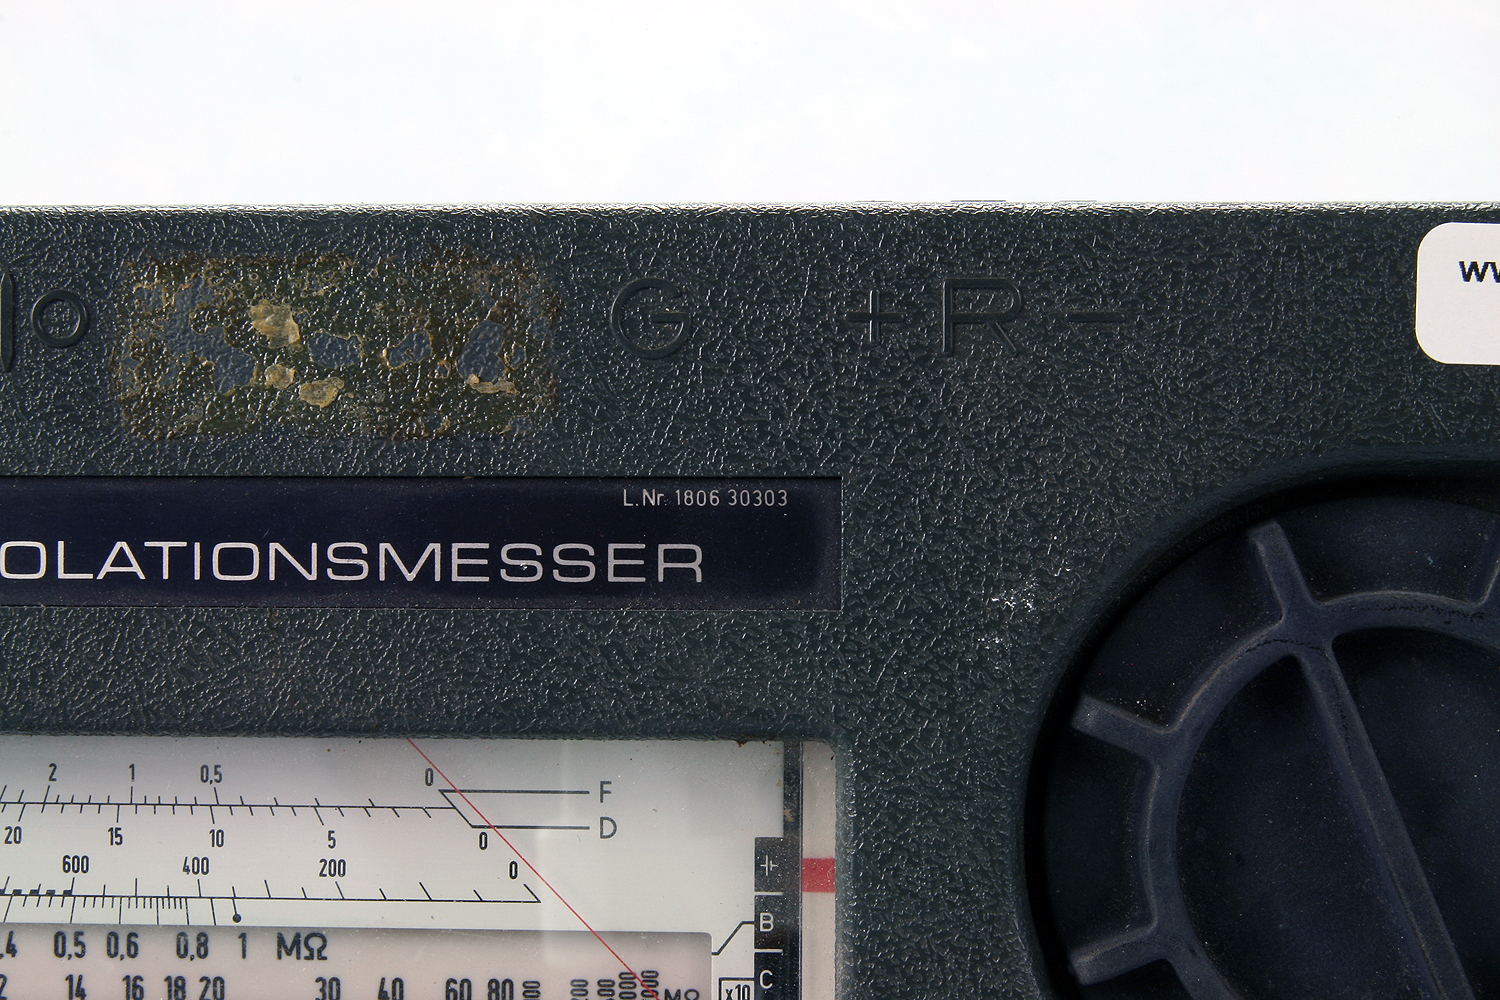 G +R-
L.Nr. 1806 30303
OLATIONSMESSER
2 1 0,5 0 F
20 15 10 5 0 D
600 400 200 0
B
0,5 0,6 0,8 1 MΩ
C
14 16 18 20 30 40 60 80 MΩ x10